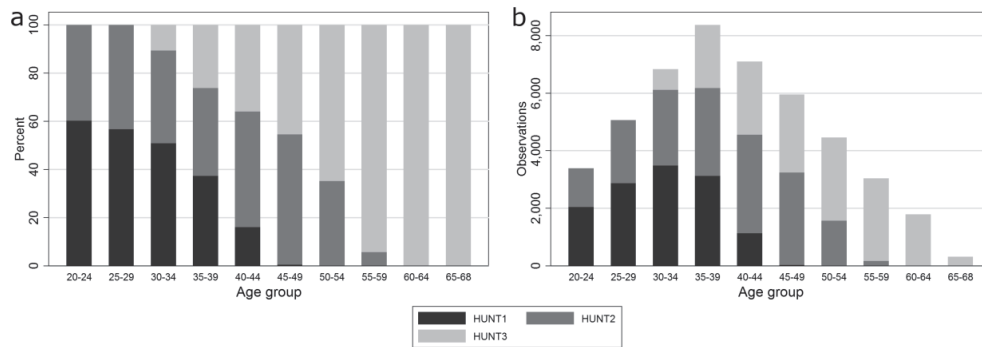 a
100
80
60
40
20
0
Percent
20-24 25-29 30-34 35-39 40-44 45-49 50-54 55-59 60-64 65-68
Age group
b
8,000
6,000
4,000
2,000
0
Observations
20-24 25-29 30-34 35-39 40-44 45-49 50-54 55-59 60-64 65-68
Age group
HUNT1 HUNT2
HUNT3